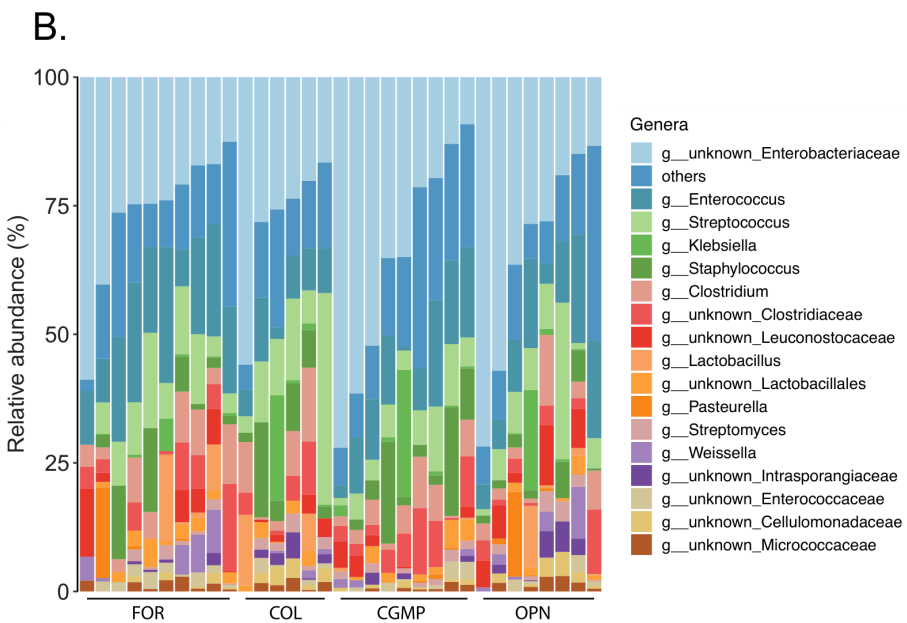 B.
100
75
50
25
0
Relative abundance (%)
FOR COL CGMP OPN
Genera
g__unknown_Enterobacteriaceae
others
g__Enterococcus
g__Streptococcus
g__Klebsiella
g__Staphylococcus
g__Clostridium
g__unknown_Clostridiaceae
g__unknown_Leuconostocaceae
g__Lactobacillus
g__unknown_Lactobacillales
g__Pasteurella
g__Streptomyces
g__Weissella
g__unknown_Intrasporangiaceae
g__unknown_Enterococcaceae
g__unknown_Cellulomonadaceae
g__unknown_Micrococcaceae